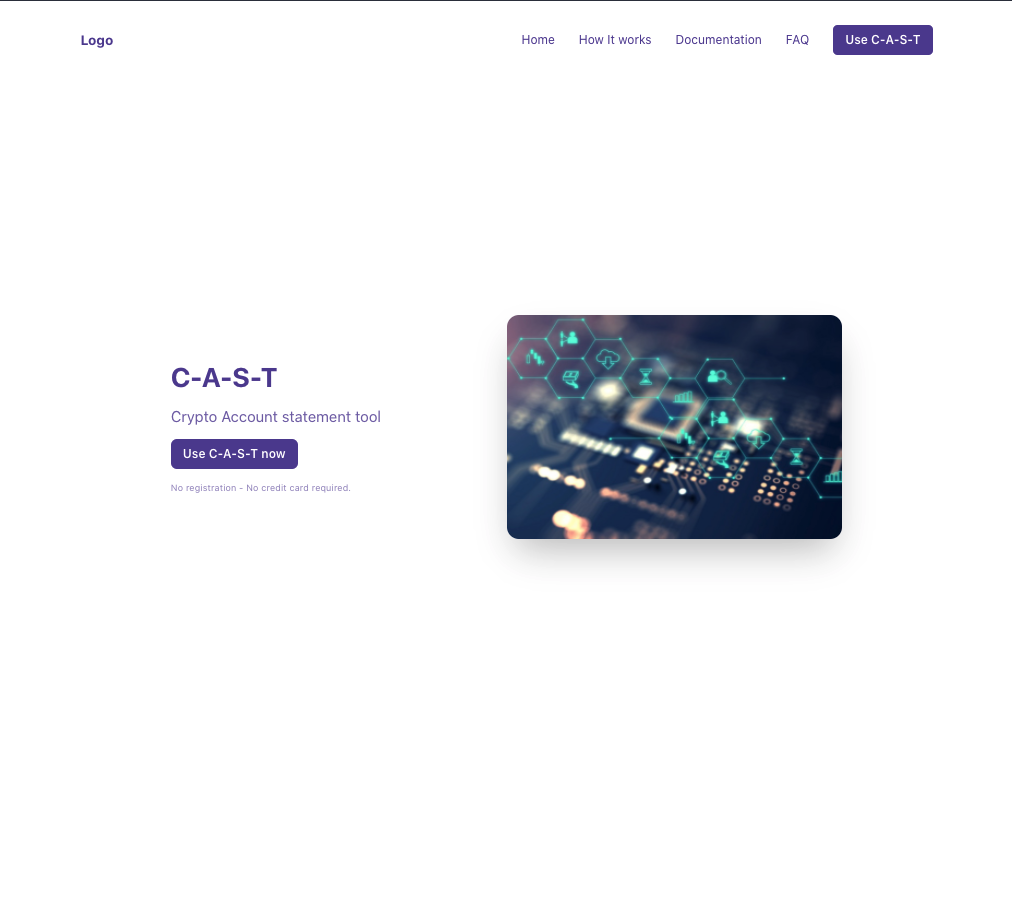 Logo
Home How It works Documentation FAQ Use C-A-S-T
C-A-S-T
Crypto Account statement tool
Use C-A-S-T now
No registration - No credit card required.